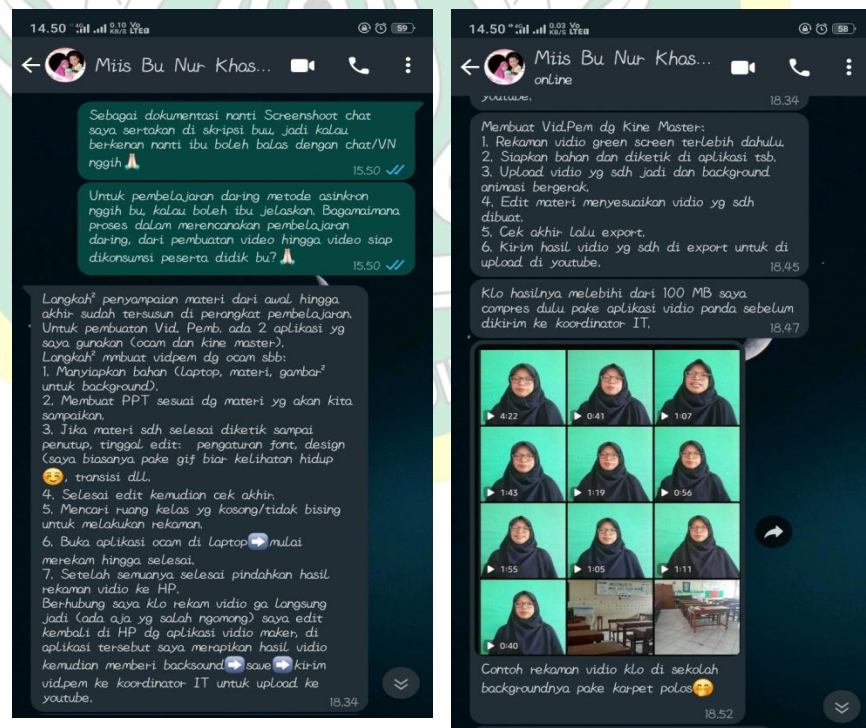 14.50 4G 0.10 KB/S Vo LTE2 59
Miis Bu Nur Khas...
Sebagai dokumentasi nanti Screenshoot chat
saya sertakan di skripsi buu, jadi kalau
berkenan nanti ibu boleh balas dengan chat/VN
nggih 🙏🏻
15.50
Untuk pembelajaran daring metode asinkron
nggih bu, kalau boleh ibu jelaskan. Bagamaimana
proses dalam merencanakan pembelajaran
daring, dari pembuatan video hingga video siap
dikonsumsi peserta didik bu? 🙏🏻
15.50
Langkah² penyampaian materi dari awal hingga
akhir sudah tersusun di perangkat pembelajaran.
Untuk pembuatan Vid. Pemb. ada 2 aplikasi yg
saya gunakan (ocam dan kine master).
Langkah² mmbuat vidpem dg ocam sbb:
1. Manyiapkan bahan (laptop, materi, gambar²
untuk background).
2. Membuat PPT sesuai dg materi yg akan kita
sampaikan.
3. Jika materi sdh selesai diketik sampai
penutup, tinggal edit: pengaturan font, design
(saya biasanya pake gif biar kelihatan hidup
☺️, transisi dll.
4. Selesai edit kemudian cek akhir.
5. Mencari ruang kelas yg kosong/tidak bising
untuk melakukan rekaman.
6. Buka aplikasi ocam di laptop➡️mulai
merekam hingga selesai.
7. Setelah semuanya selesai pindahkan hasil
rekaman vidio ke HP.
Berhubung saya klo rekam vidio ga langsung
jadi (ada aja yg salah ngomong) saya edit
kembali di HP dg aplikasi vidio maker, di
aplikasi tersebut saya merapikan hasil vidio
kemudian memberi backsound➡️save➡️kirim
vid.pem ke koordinator IT untuk upload ke
youtube.
18.34
14.50 4G 0.03 KB/S Vo LTE2 58
Miis Bu Nur Khas...
online
youtube.
18.34
Membuat Vid.Pem dg Kine Master:
1. Rekaman vidio green screen terlebih dahulu.
2. Siapkan bahan dan diketik di aplikasi tsb.
3. Upload vidio yg sdh jadi dan background
animasi bergerak.
4. Edit materi menyesuaikan vidio yg sdh
dibuat.
5. Cek akhir lalu export.
6. Kirim hasil vidio yg sdh di export untuk di
upload di youtube.
18.45
Klo hasilnya melebihi dari 100 MB saya
compres dulu pake aplikasi vidio panda sebelum
dikirim ke koordinator IT.
18.47
4:22 0:41 1:07
1:43 1:19 0:56
1:55 1:05 1:11
0:40
Contoh rekaman vidio klo di sekolah
backgroundnya pake karpet polos🤗
18.52